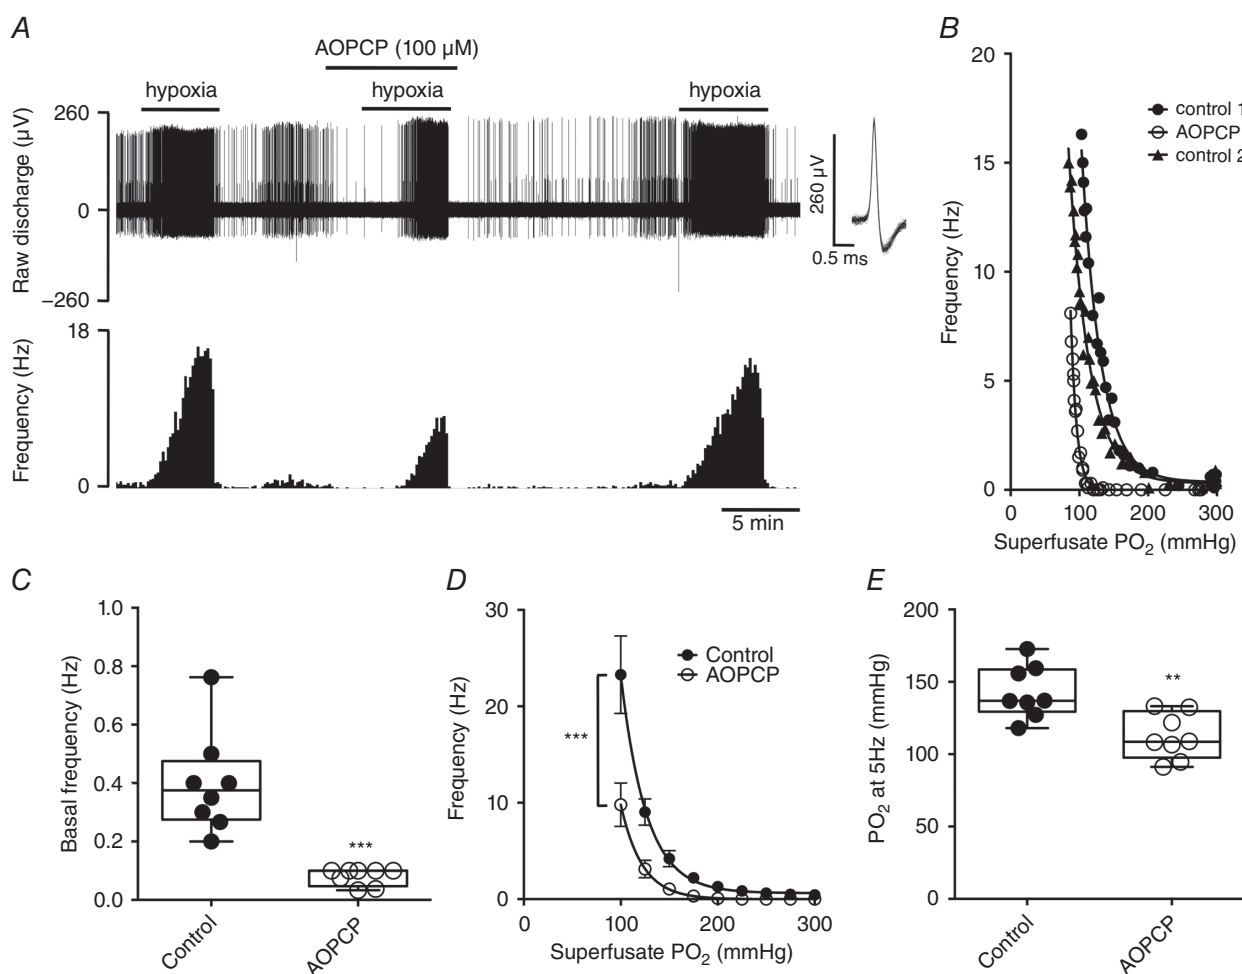 A
AOPCP (100 μM)
hypoxia hypoxia hypoxia
Raw discharge (μV)
260
0
−260
260 μV
0.5 ms
Frequency (Hz)
18
0
5 min
B
Frequency (Hz)
20
15
10
5
0
control 1
AOPCP
control 2
0 100 200 300
Superfusate PO2 (mmHg)
C
Basal frequency (Hz)
1.0
0.8
0.6
0.4
0.2
0.0
***
Control AOPCP
D
Frequency (Hz)
30
20
10
0
***
Control
AOPCP
0 100 200 300
Superfusate PO2 (mmHg)
E
PO2 at 5Hz (mmHg)
200
150
100
50
0
**
Control AOPCP